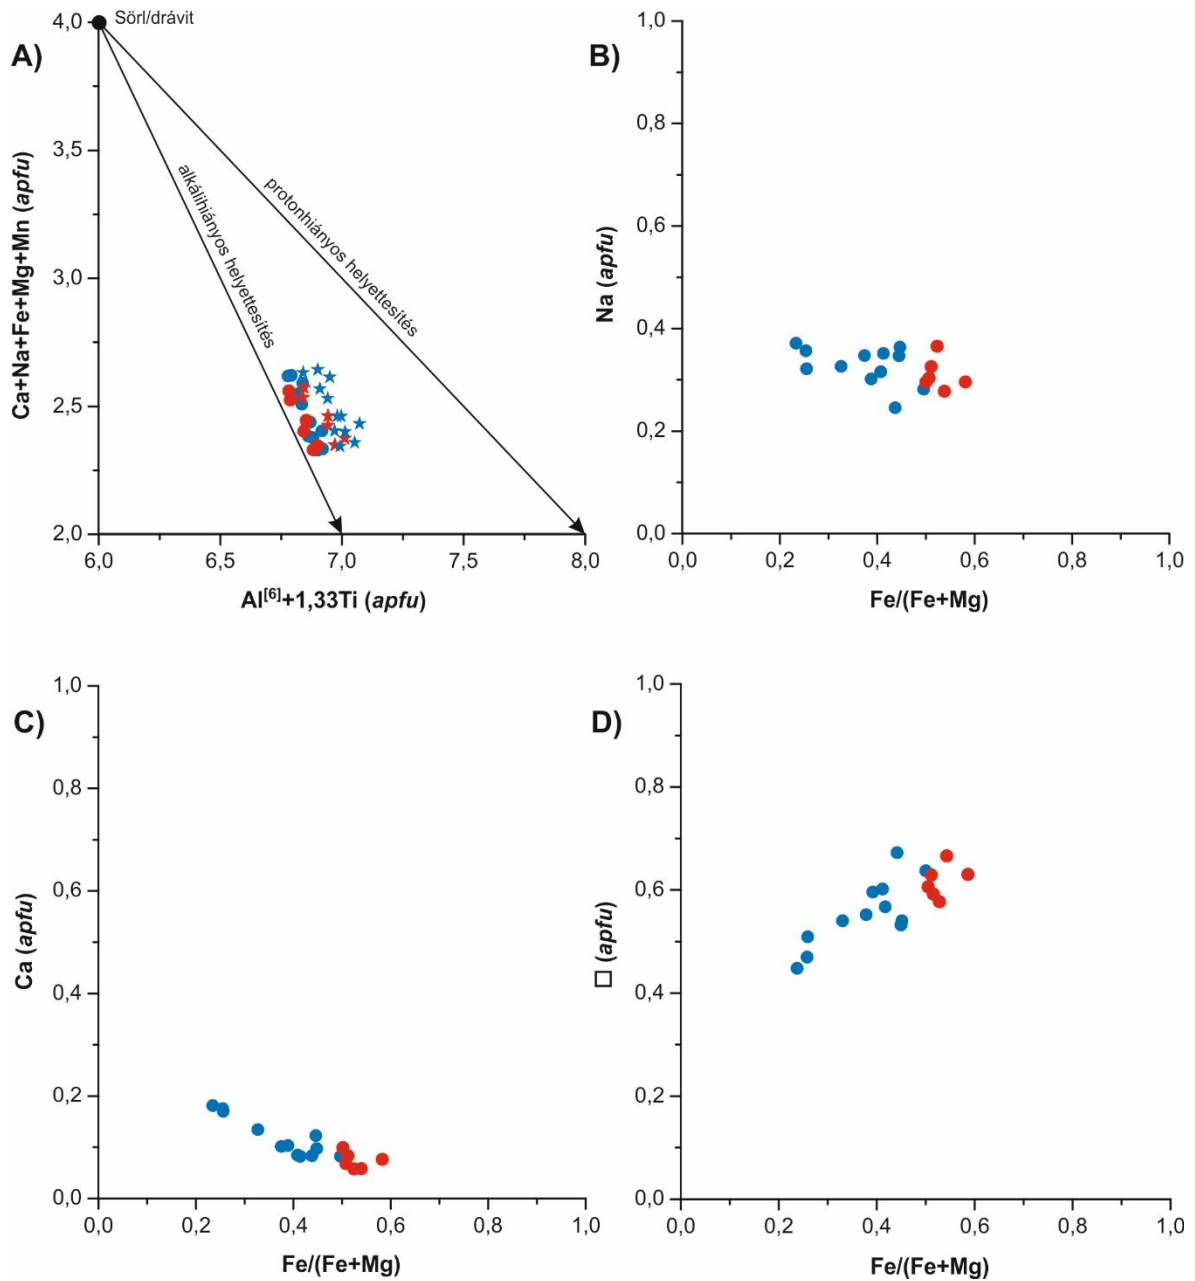 A)
Sörl/drávit
4,0
3,5
3,0
2,5
2,0
Ca+Na+Fe+Mg+Mn (apfu)
alkálihiányos helyettesítés
protonhiányos helyettesítés
6,0 6,5 7,0 7,5 8,0
Al[6]+1,33Ti (apfu)
B)
1,0
0,8
0,6
0,4
0,2
0,0
Na (apfu)
0,0 0,2 0,4 0,6 0,8 1,0
Fe/(Fe+Mg)
C)
1,0
0,8
0,6
0,4
0,2
0,0
Ca (apfu)
0,0 0,2 0,4 0,6 0,8 1,0
Fe/(Fe+Mg)
D)
1,0
0,8
0,6
0,4
0,2
0,0
□ (apfu)
0,0 0,2 0,4 0,6 0,8 1,0
Fe/(Fe+Mg)